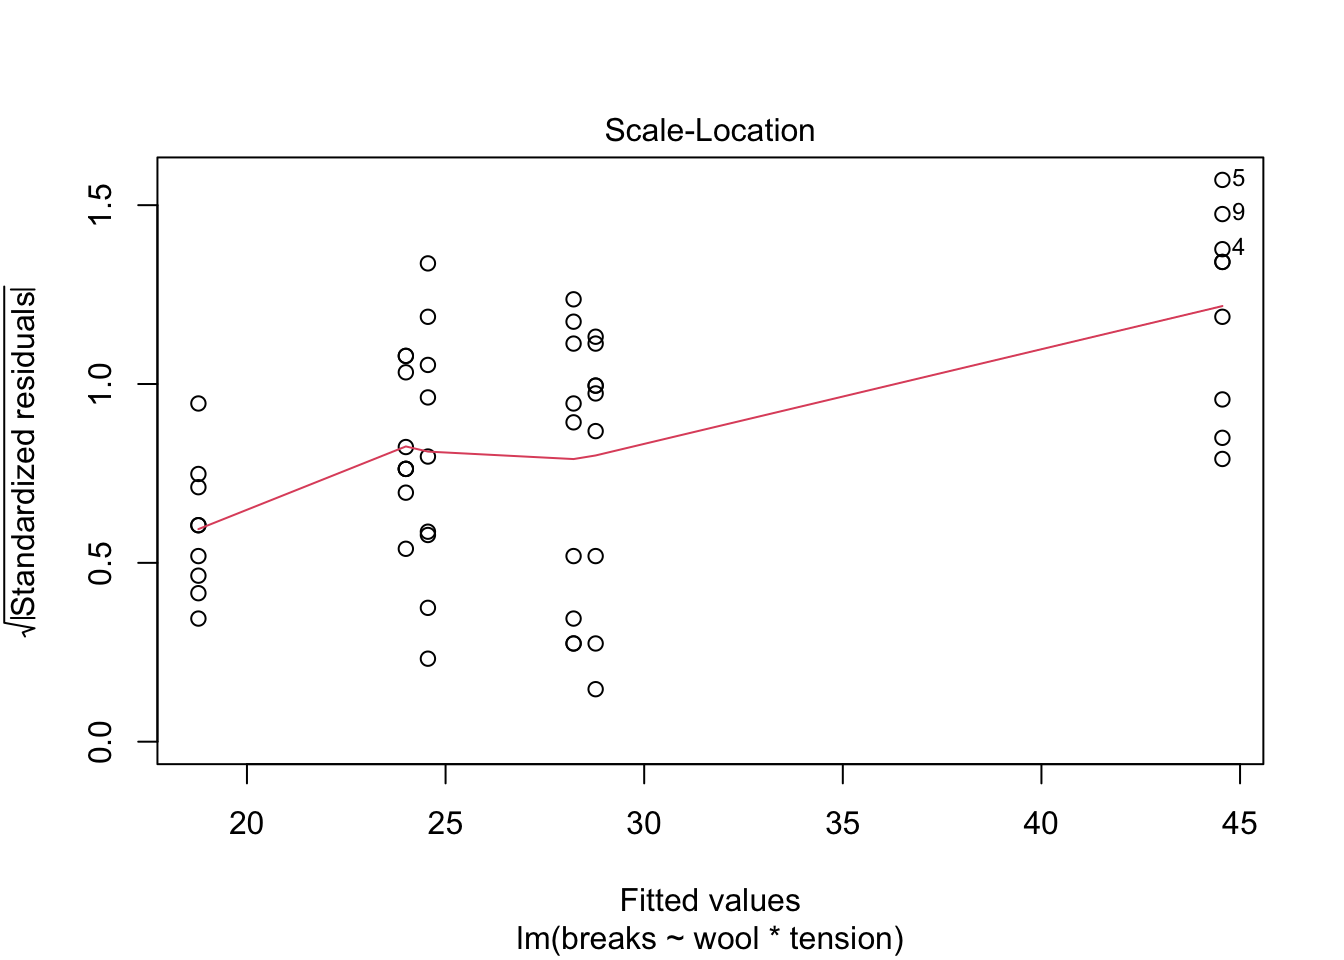 Scale-Location
√|Standardized residuals|
1.5
1.0
0.5
0.0
5
9
4
20 25 30 35 40 45
Fitted values
lm(breaks ~ wool * tension)